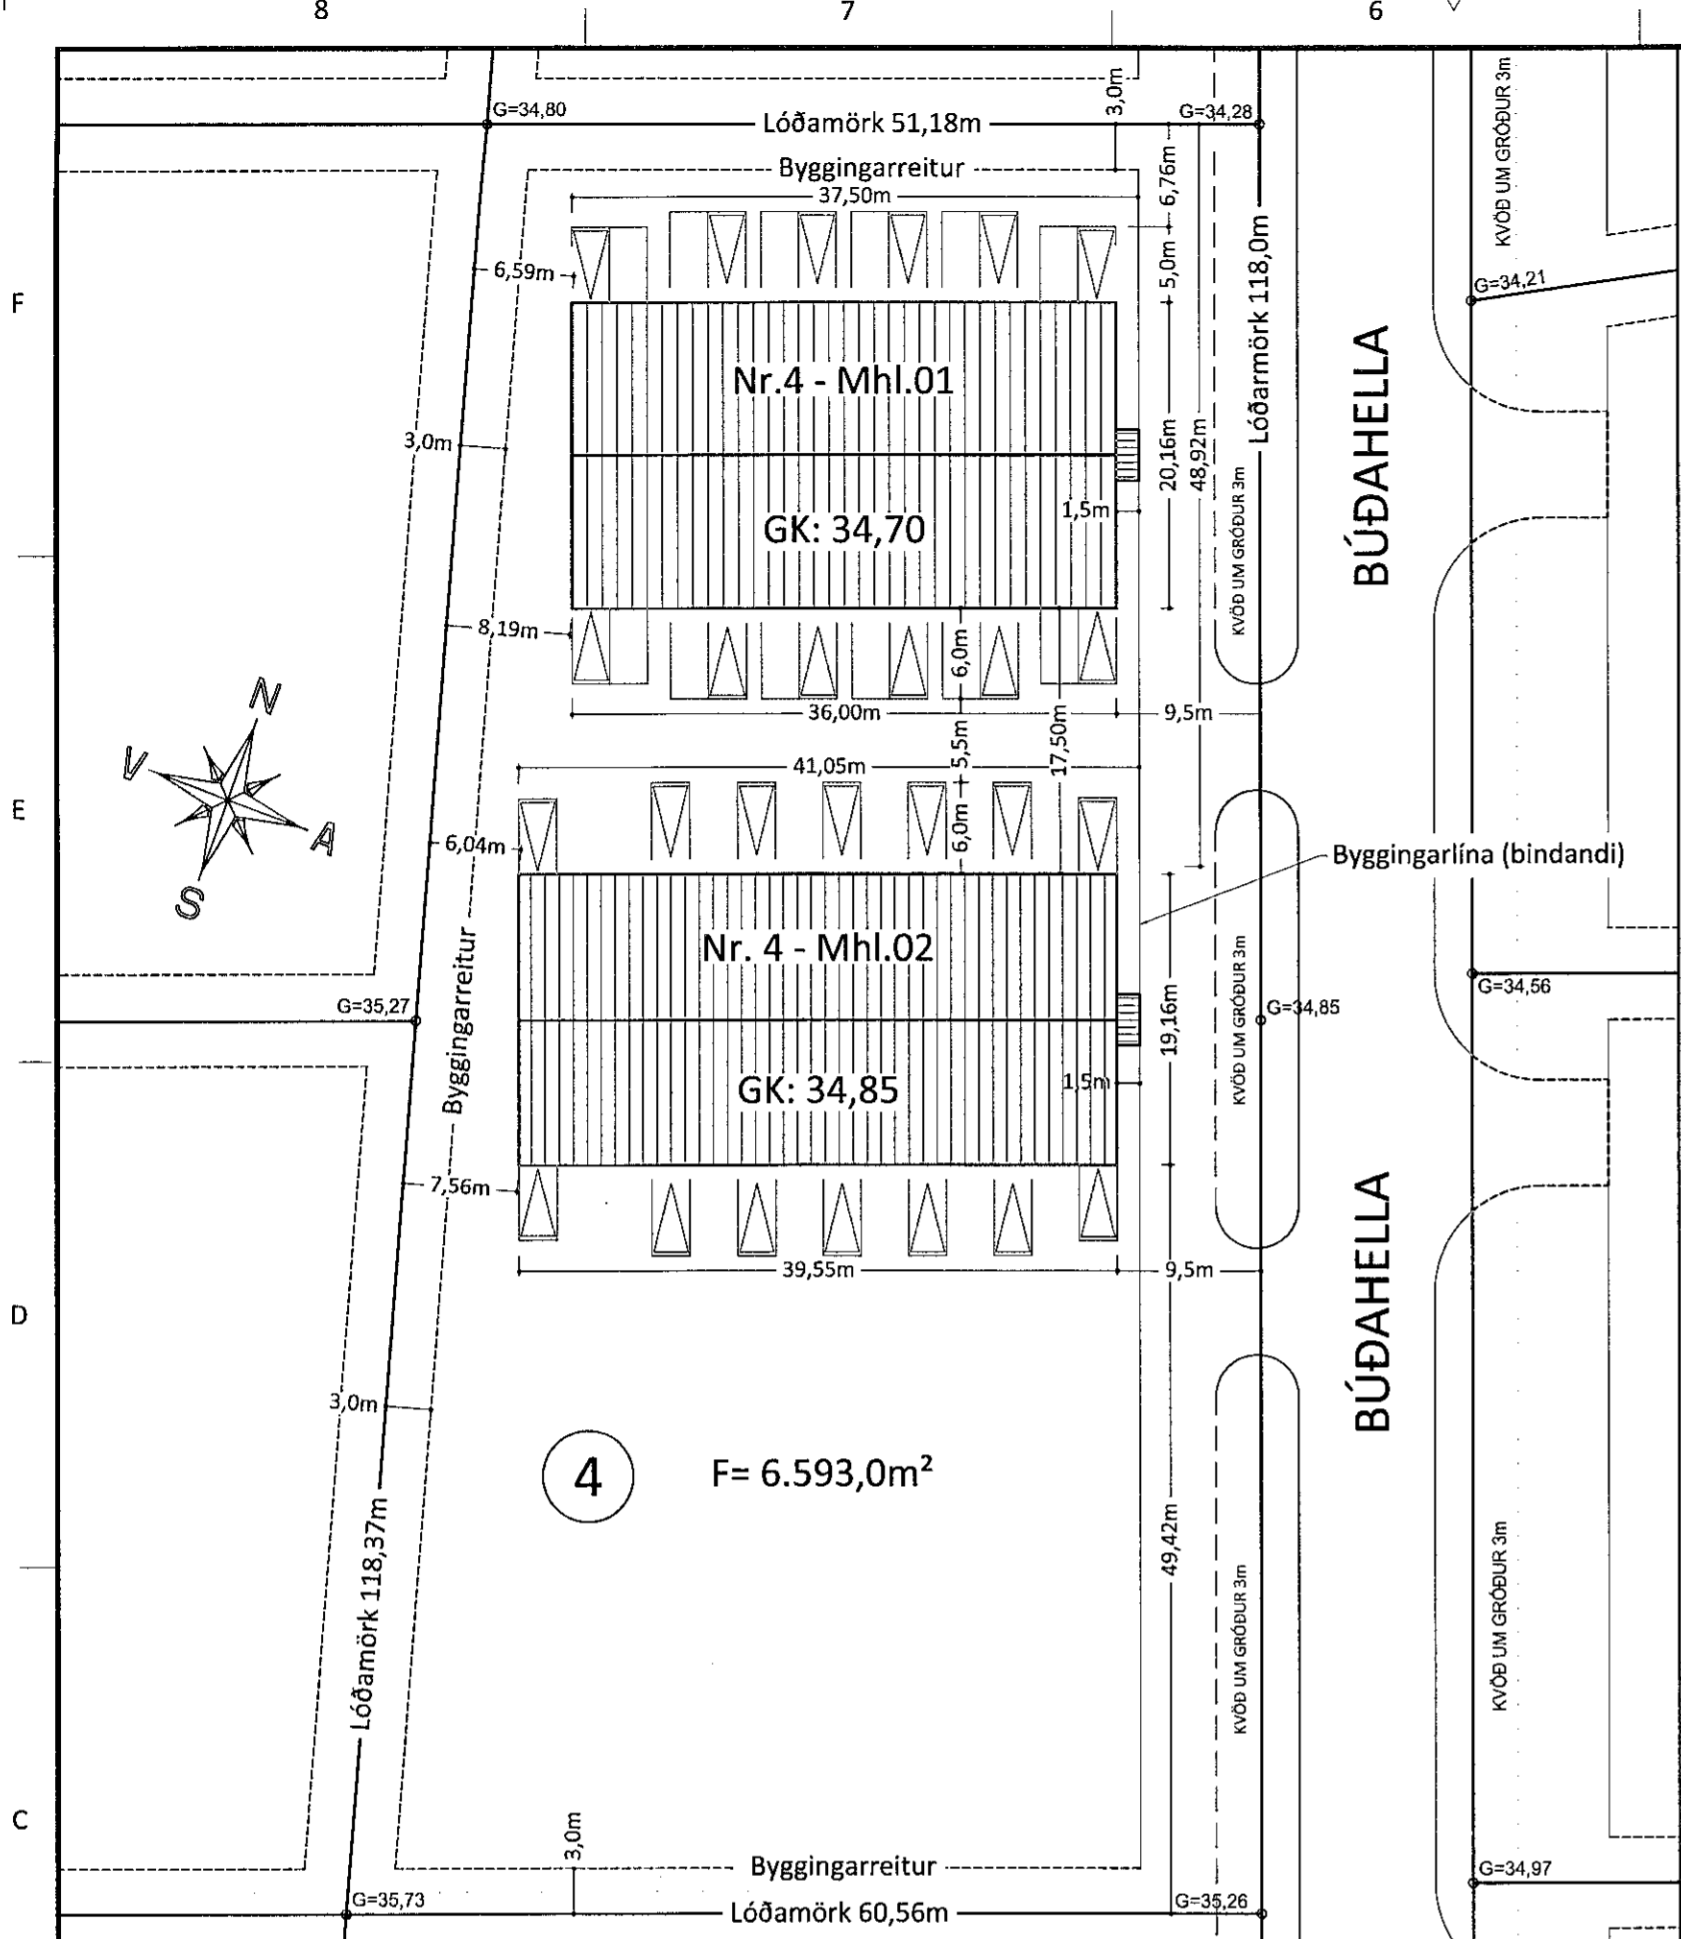 8
7
6
G=34,80
Lóðamörk 51,18m
3,0m
G=34,28
KVÖÐ UM GRÓÐUR 3m
Byggingarreitur
37,50m
6,76m
6,59m
5,0m
Lóðarmörk 118,0m
G=34,21
F
Nr.4 - Mhl.01
BÚÐAHELLA
3,0m
20,16m
48,92m
1,5m
GK: 34,70
KVÖÐ UM GRÓÐUR 3m
8,19m
6,0m
N
36,00m
9,5m
5,5m
17,50m
V
41,05m
E
A
6,04m
6,0m
Byggingarlína (bindandi)
S
Nr. 4 - Mhl.02
G=34,56
Byggingarreitur
G=35,27
19,16m
KVÖÐ UM GRÓÐUR 3m
G=34,85
GK: 34,85
1,5m
7,56m
39,55m
9,5m
D
BÚÐAHELLA
3,0m
4
F= 6.593,0m²
49,42m
Lóðamörk 118,37m
KVÖÐ UM GRÓÐUR 3m
KVÖÐ UM GRÓÐUR 3m
C
3,0m
Byggingarreitur
G=34,97
G=35,73
Lóðamörk 60,56m
G=35,26